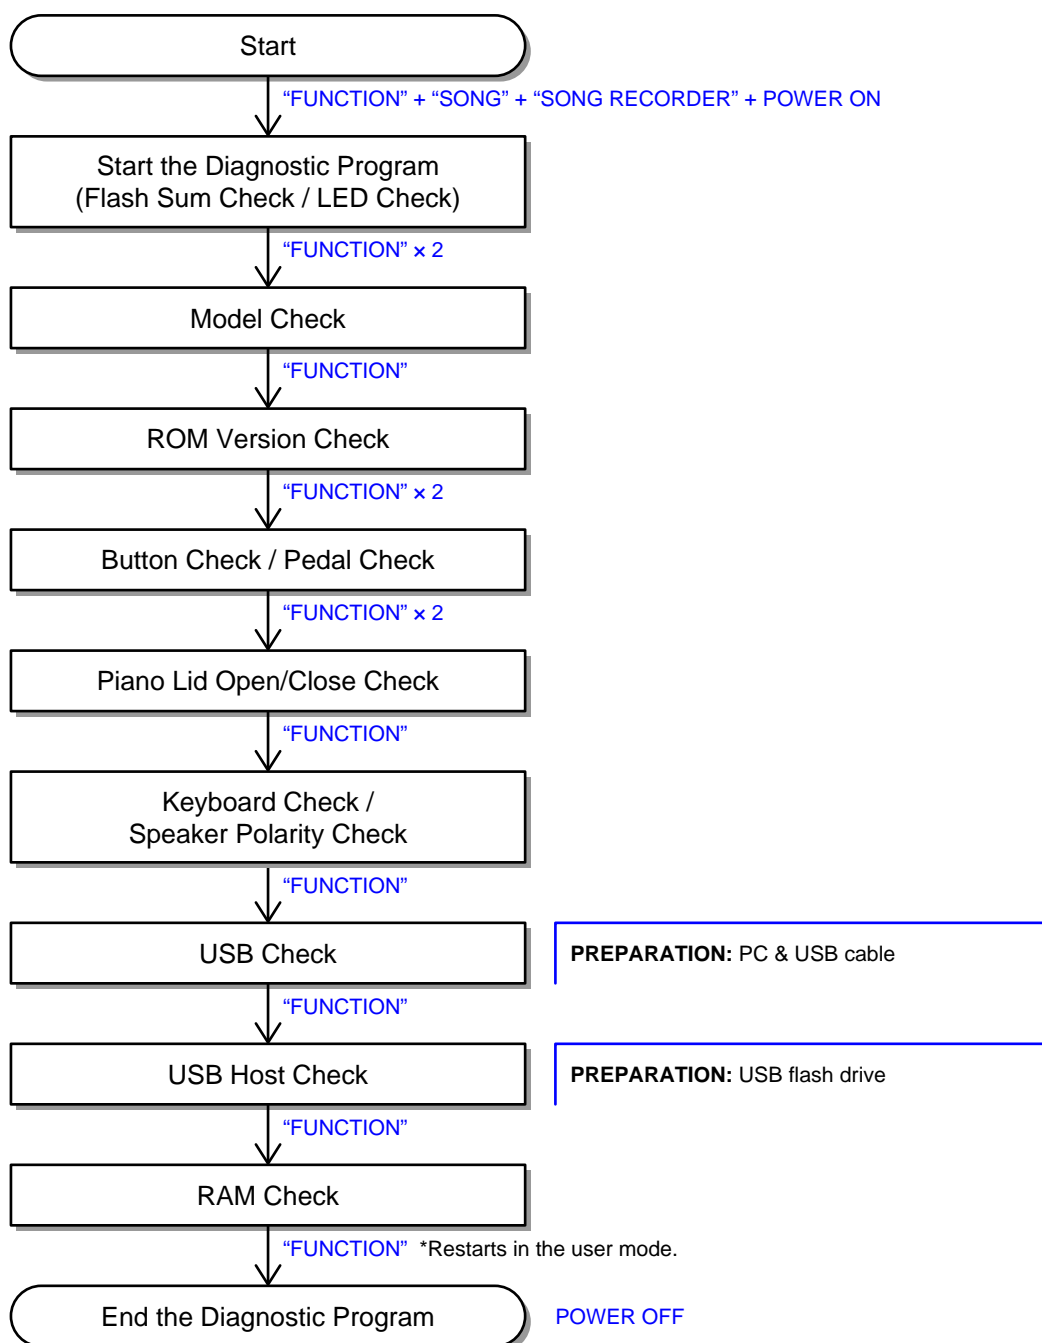 Start
“FUNCTION” + “SONG” + “SONG RECORDER” + POWER ON
Start the Diagnostic Program
(Flash Sum Check / LED Check)
“FUNCTION” × 2
Model Check
“FUNCTION”
ROM Version Check
“FUNCTION” × 2
Button Check / Pedal Check
“FUNCTION” × 2
Piano Lid Open/Close Check
“FUNCTION”
Keyboard Check /
Speaker Polarity Check
“FUNCTION”
USB Check
PREPARATION: PC & USB cable
“FUNCTION”
USB Host Check
PREPARATION: USB flash drive
“FUNCTION”
RAM Check
“FUNCTION” *Restarts in the user mode.
End the Diagnostic Program
POWER OFF